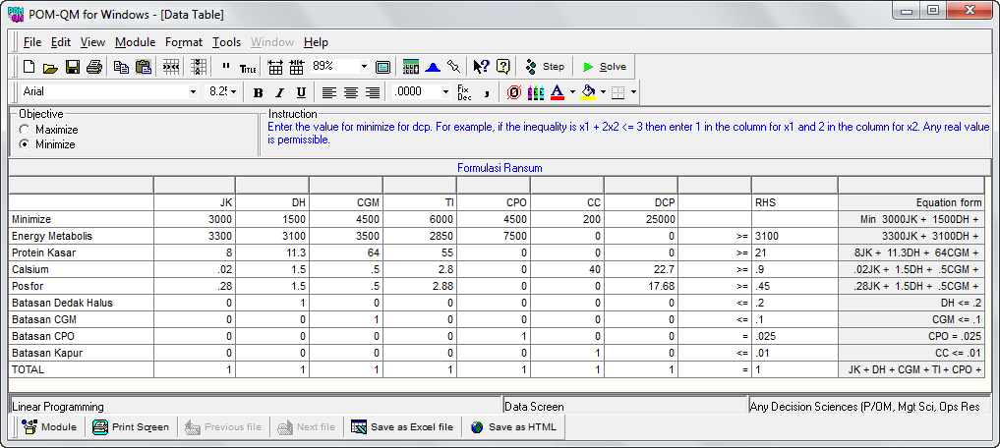 POM-QM for Windows - [Data Table]
File Edit View Module Format Tools Window Help
" TITLE 89% Step Solve
Arial 8.25 B I U .0000 Fix Dec , A
Objective
Maximize
Minimize
Instruction
Enter the value for minimize for dcp. For example, if the inequality is x1 + 2x2 <= 3 then enter 1 in the column for x1 and 2 in the column for x2. Any real value
is permissible.
Formulasi Ransum
JK DH CGM TI CPO CC DCP RHS Equation form
Minimize 3000 1500 4500 6000 4500 200 25000 Min 3000JK + 1500DH +
Energy Metabolis 3300 3100 3500 2850 7500 0 0 >= 3100 3300JK + 3100DH +
Protein Kasar 8 11.3 64 55 0 0 0 >= 21 8JK + 11.3DH + 64CGM +
Calsium .02 1.5 .5 2.8 0 40 22.7 >= .9 .02JK + 1.5DH + .5CGM +
Posfor .28 1.5 .5 2.88 0 0 17.68 >= .45 .28JK + 1.5DH + .5CGM +
Batasan Dedak Halus 0 1 0 0 0 0 0 <= .2 DH <= .2
Batasan CGM 0 0 1 0 0 0 0 <= .1 CGM <= .1
Batasan CPO 0 0 0 0 1 0 0 = .025 CPO = .025
Batasan Kapur 0 0 0 0 0 1 0 <= .01 CC <= .01
TOTAL 1 1 1 1 1 1 1 = 1 JK + DH + CGM + TI + CPO +
Linear Programming Data Screen Any Decision Sciences (P/OM, Mgt Sci, Ops Res
Module Print Screen Previous file Next file Save as Excel file Save as HTML